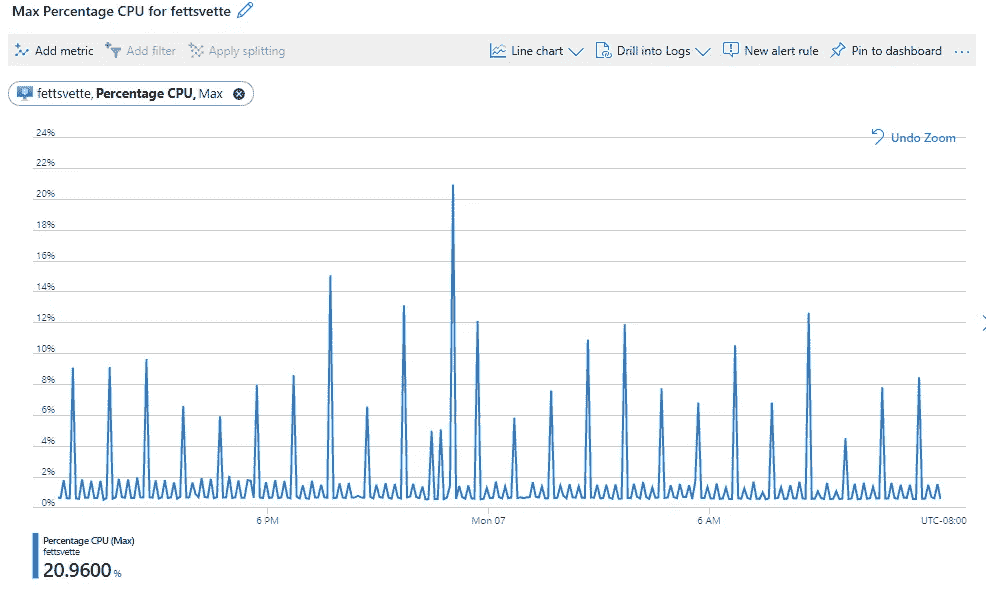 Max Percentage CPU for fettsvette
Add metric Add filter Apply splitting Line chart Drill into Logs New alert rule Pin to dashboard ...
fettsvette, Percentage CPU, Max
Undo Zoom
24%
22%
20%
18%
16%
14%
12%
10%
8%
6%
4%
2%
0%
6 PM Mon 07 6 AM UTC-08:00
Percentage CPU (Max)
fettsvette
20.9600 %